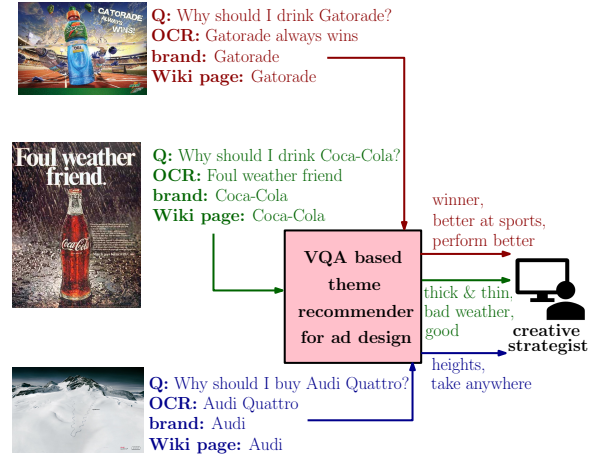 GATORADE
ALWAYS
WINS!
Q: Why should I drink Gatorade?
OCR: Gatorade always wins
brand: Gatorade
Wiki page: Gatorade
Foul weather
friend.
Coca-Cola
Q: Why should I drink Coca-Cola?
OCR: Foul weather friend
brand: Coca-Cola
Wiki page: Coca-Cola
VQA based
theme
recommender
for ad design
winner,
better at sports,
perform better
thick & thin,
bad weather,
good
heights,
take anywhere
creative
strategist
Q: Why should I buy Audi Quattro?
OCR: Audi Quattro
brand: Audi
Wiki page: Audi